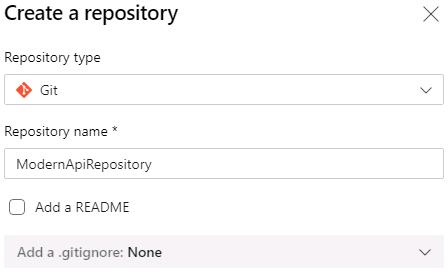 Create a repository
Repository type
Git
Repository name *
ModernApiRepository
Add a README
Add a .gitignore: None